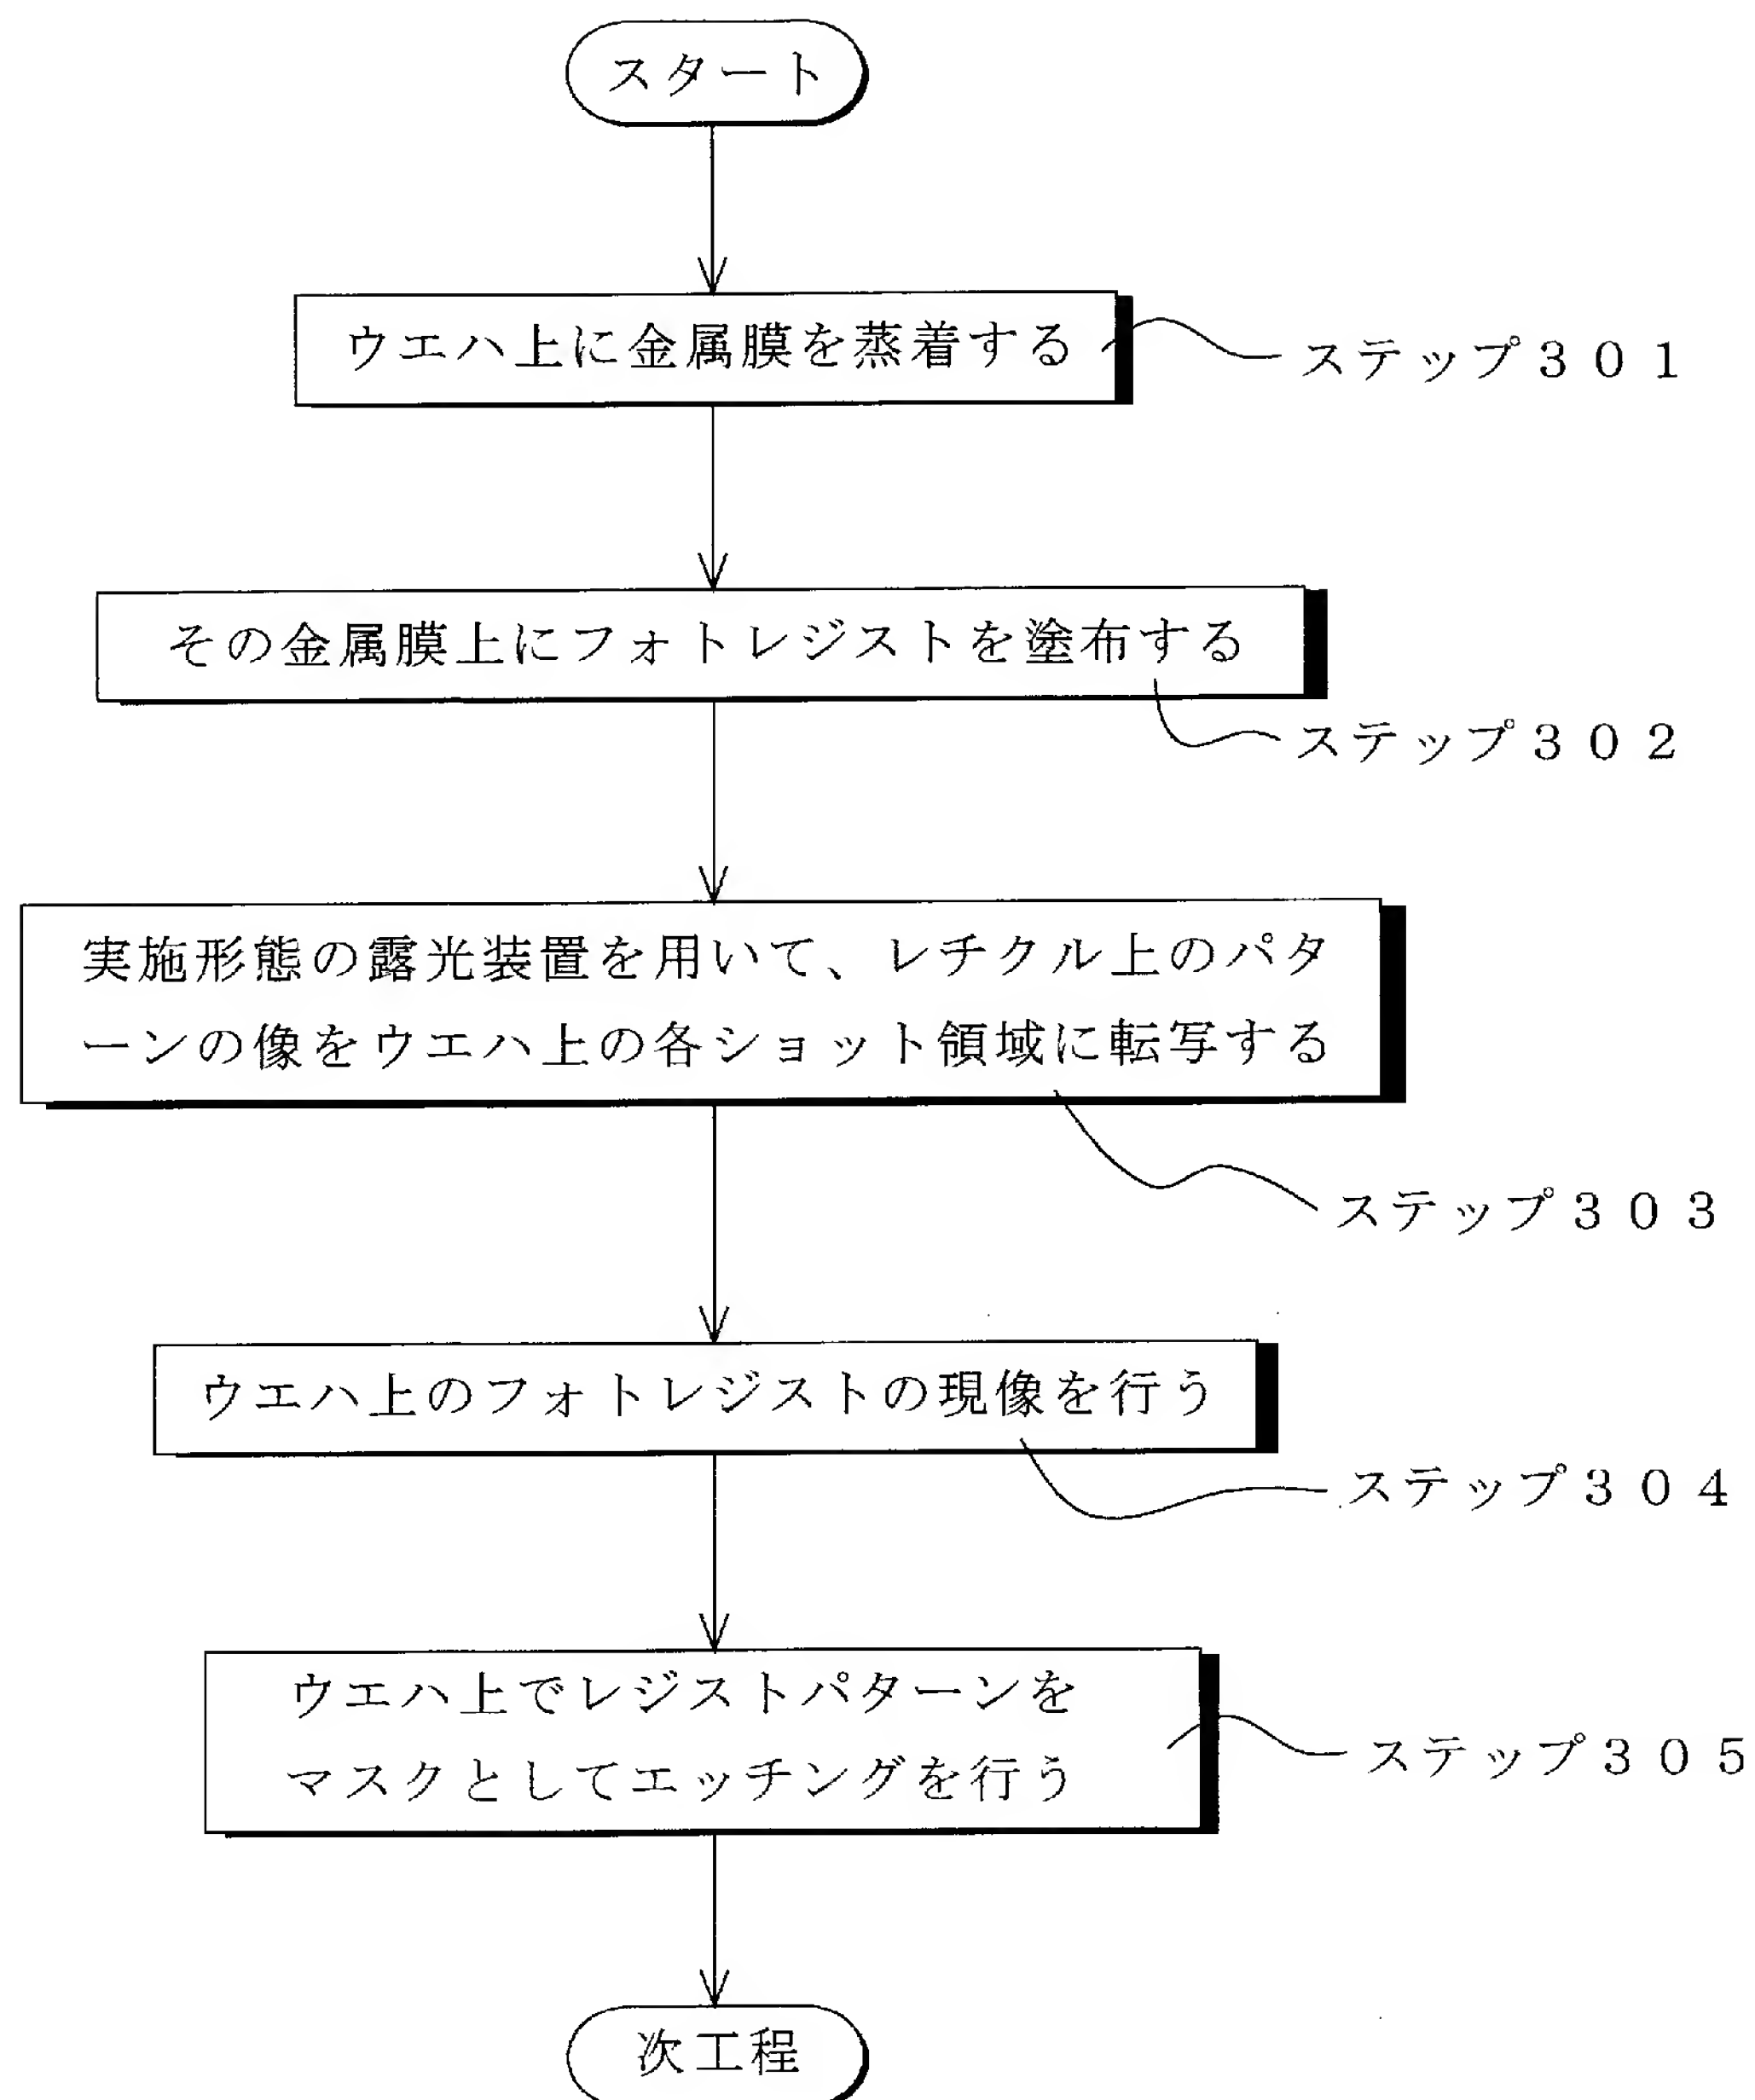 スタート
ウエハ上に金属膜を蒸着する
ステップ301
その金属膜上にフォトレジストを塗布する
ステップ302
実施形態の露光装置を用いて、レチクル上のパタ
ーンの像をウエハ上の各ショット領域に転写する
ステップ303
ウエハ上のフォトレジストの現像を行う
ステップ304
ウエハ上でレジストパターンを
マスクとしてエッチングを行う
ステップ305
次工程